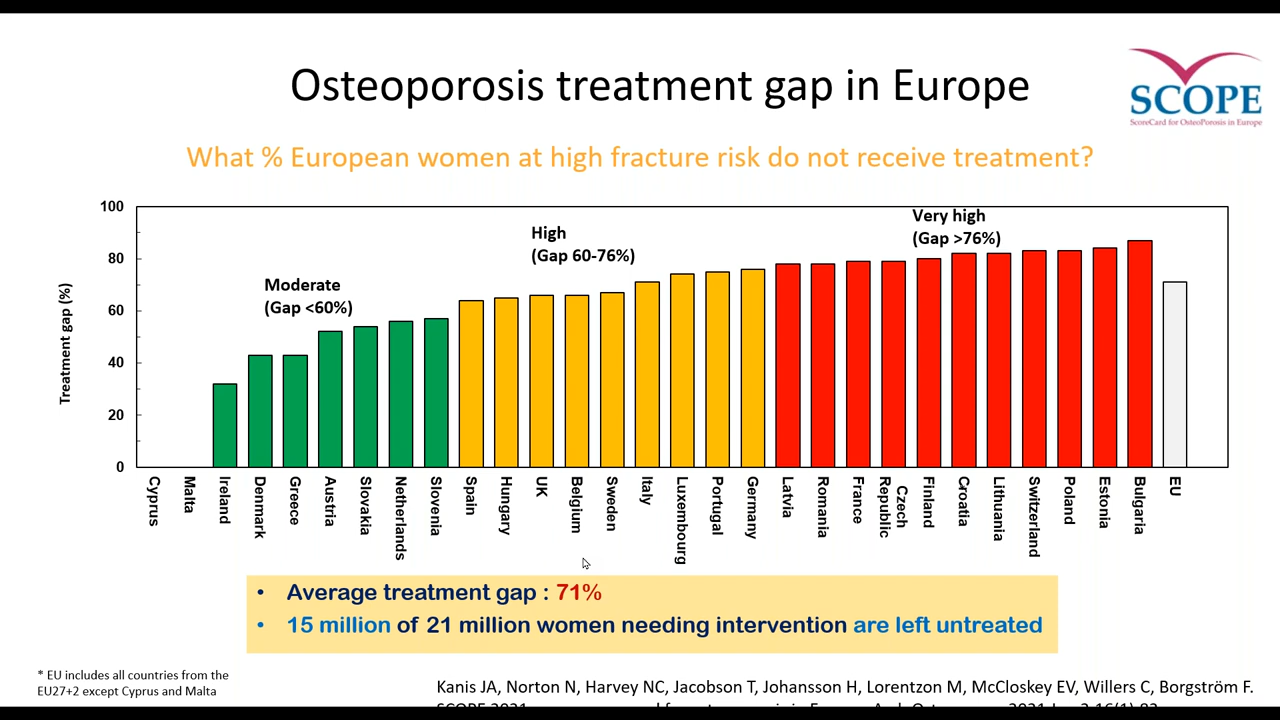 Osteoporosis treatment gap in Europe
SCOPE
ScoreCard for OsteoPorosis in Europe
What % European women at high fracture risk do not receive treatment?
Treatment gap (%)
100
80
60
40
20
0
Moderate
(Gap <60%)
High
(Gap 60-76%)
Very high
(Gap >76%)
Cyprus
Malta
Ireland
Denmark
Greece
Austria
Slovakia
Netherlands
Slovenia
Spain
Hungary
UK
Belgium
Sweden
Italy
Luxembourg
Portugal
Germany
Latvia
Romania
France
Czech
Republic
Finland
Croatia
Lithuania
Switzerland
Poland
Estonia
Bulgaria
EU
• Average treatment gap : 71%
• 15 million of 21 million women needing intervention are left untreated
* EU includes all countries from the
EU27+2 except Cyprus and Malta
Kanis JA, Norton N, Harvey NC, Jacobson T, Johansson H, Lorentzon M, McCloskey EV, Willers C, Borgström F.